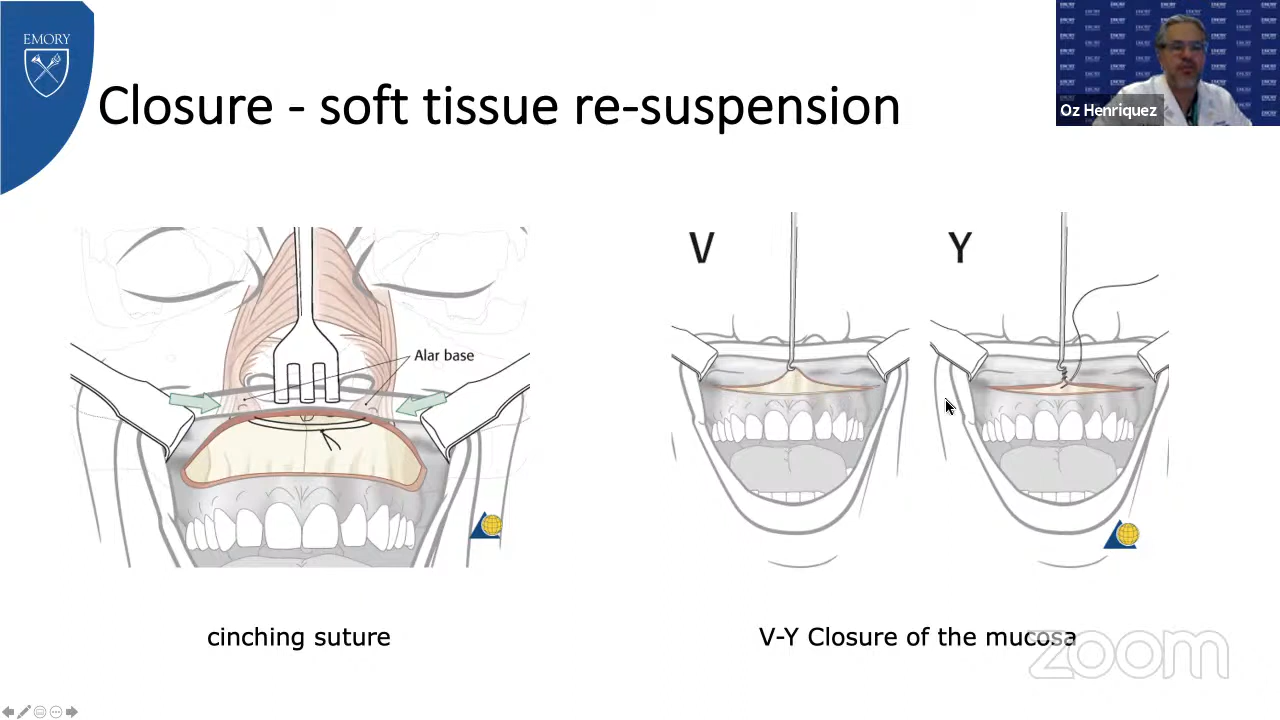 EMORY
Closure - soft tissue re-suspension
Oz Henriquez
V
Y
Alar base
cinching suture
V-Y Closure of the mucosa
zoom